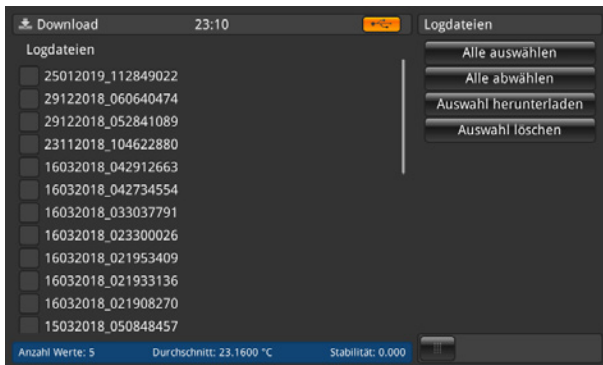 Download 23:10
Logdateien
25012019_112849022
29122018_060640474
29122018_052841089
23112018_104622880
16032018_042912663
16032018_042734554
16032018_033037791
16032018_023300026
16032018_021953409
16032018_021933136
16032018_021908270
15032018_050848457
Anzahl Werte: 5 Durchschnitt: 23.1600 °C Stabilität: 0.000
Logdateien
Alle auswählen
Alle abwählen
Auswahl herunterladen
Auswahl löschen